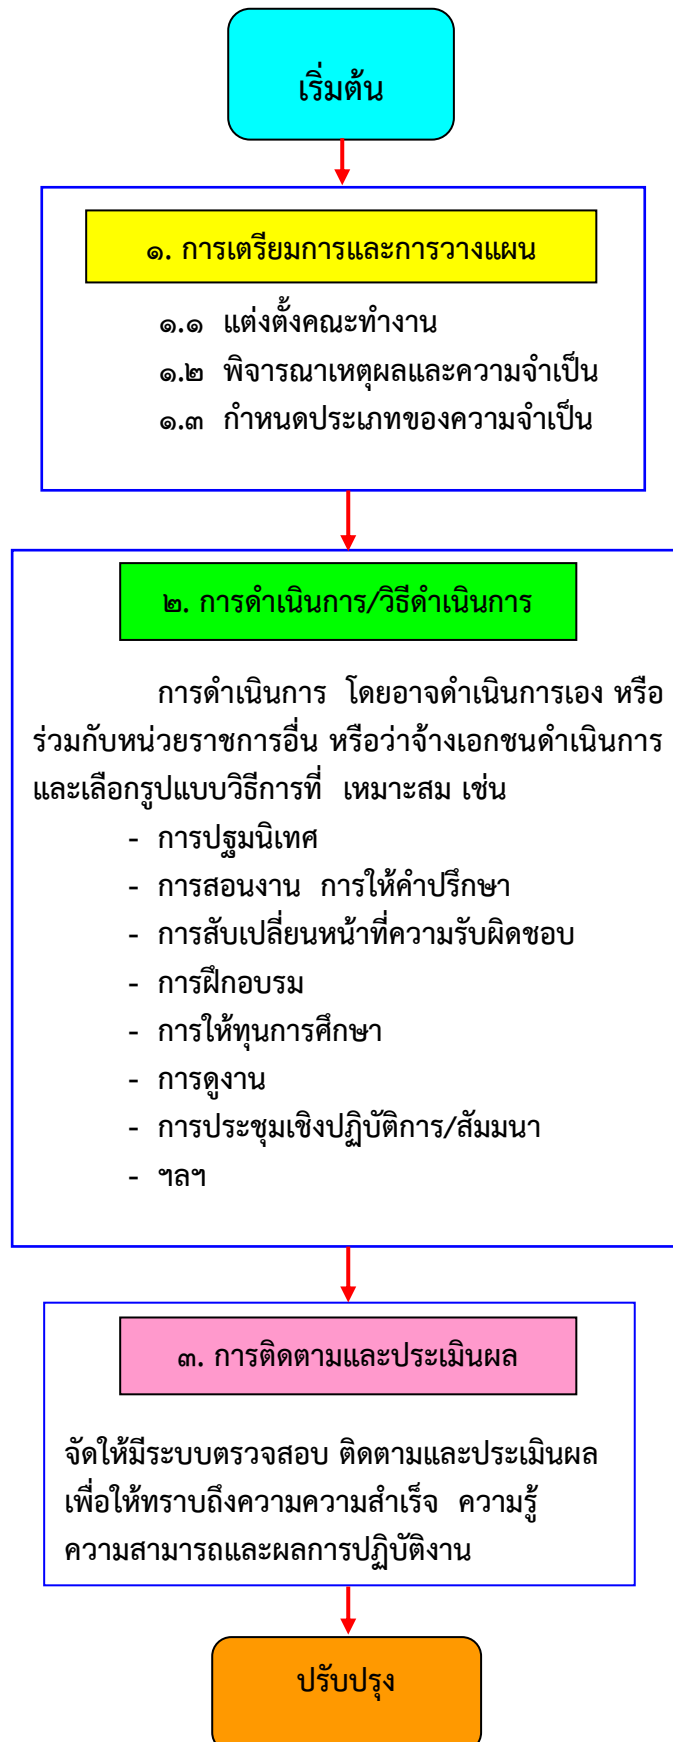 เริ่มต้น
๑. การเตรียมการและการวางแผน
๑.๑ แต่งตั้งคณะทำงาน
๑.๒ พิจารณาเหตุผลและความจำเป็น
๑.๓ กำหนดประเภทของความจำเป็น
๒. การดำเนินการ/วิธีดำเนินการ
การดำเนินการ โดยอาจดำเนินการเอง หรือ
ร่วมกับหน่วยราชการอื่น หรือว่าจ้างเอกชนดำเนินการ
และเลือกรูปแบบวิธีการที่ เหมาะสม เช่น
- การปฐมนิเทศ
- การสอนงาน การให้คำปรึกษา
- การสับเปลี่ยนหน้าที่ความรับผิดชอบ
- การฝึกอบรม
- การให้ทุนการศึกษา
- การดูงาน
- การประชุมเชิงปฏิบัติการ/สัมมนา
- ฯลฯ
๓. การติดตามและประเมินผล
จัดให้มีระบบตรวจสอบ ติดตามและประเมินผล
เพื่อให้ทราบถึงความความสำเร็จ ความรู้
ความสามารถและผลการปฏิบัติงาน
ปรับปรุง